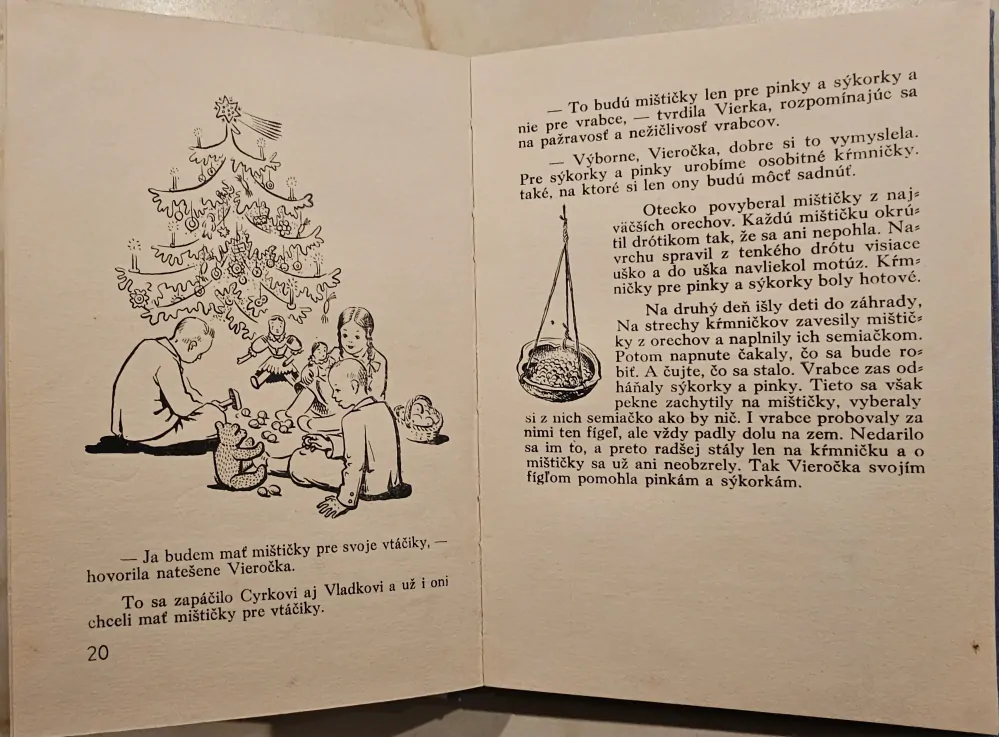 — Ja budem mať mištičky pre svoje vtáčiky, —
hovorila natešene Vieročka.
To sa zapáčilo Cyrkovi aj Vladkovi a už i oni
chceli mať mištičky pre vtáčiky.
20
— To budú mištičky len pre pinky a sýkorky a
nie pre vrabce, — tvrdila Vierka, rozpomínajúc sa
na pažravosť a nežičlivosť vrabcov.
— Výborne, Vieročka, dobre si to vymyslela.
Pre sýkorky a pinky urobíme osobitné kŕmničky.
také, na ktoré si len ony budú môcť sadnúť.
Otecko povyberal mištičky z naj⸗
väčších orechov. Každú mištičku okrú⸗
til drôtikom tak, že sa ani nepohla. Na⸗
vrchu spravil z tenkého drôtu visiace
uško a do uška navliekol motúz. Kŕm⸗
ničky pre pinky a sýkorky boly hotové.
Na druhý deň išly deti do záhrady,
Na strechy kŕmničkov zavesily mištič⸗
ky z orechov a naplnily ich semiačkom.
Potom napnute čakaly, čo sa bude ro⸗
biť. A čujte, čo sa stalo. Vrabce zas od⸗
háňaly sýkorky a pinky. Tieto sa však
pekne zachytily na mištičky, vyberaly
si z nich semiačko ako by nič. I vrabce probovaly za
nimi ten fígeľ, ale vždy padly dolu na zem. Nedarilo
sa im to, a preto radšej stály len na kŕmničku a o
mištičky sa už ani neobzrely. Tak Vieročka svojím
fígľom pomohla pinkám a sýkorkám.